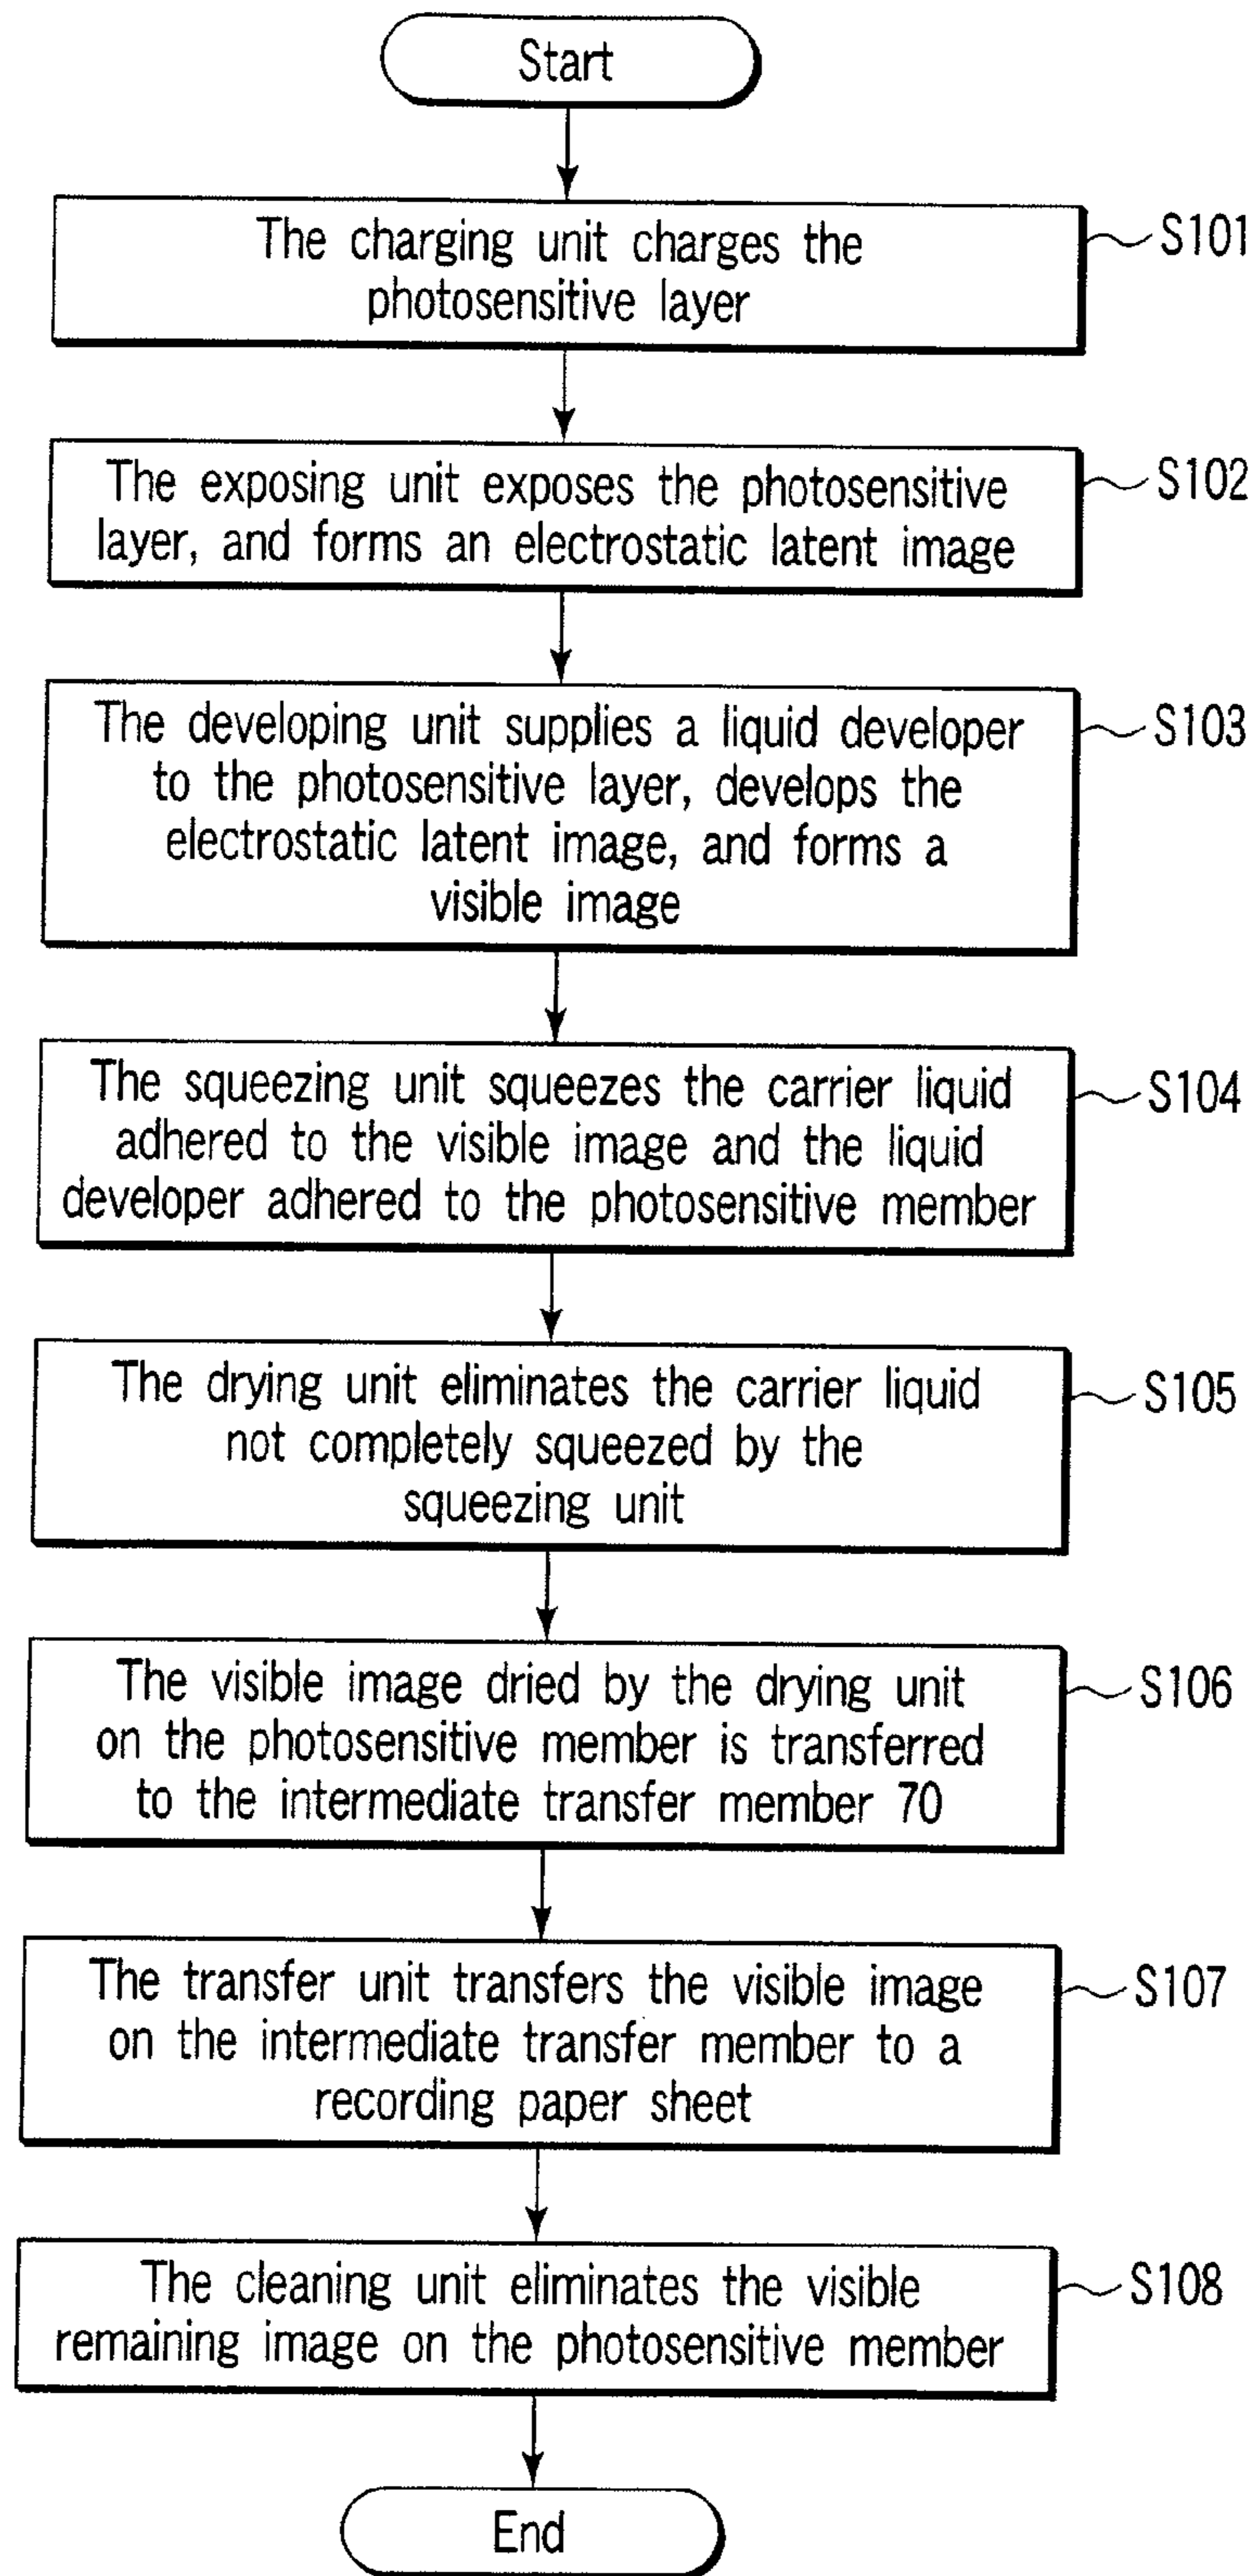 Start
The charging unit charges the
photosensitive layer
S101
The exposing unit exposes the photosensitive
layer, and forms an electrostatic latent image
S102
The developing unit supplies a liquid developer
to the photosensitive layer, develops the
electrostatic latent image, and forms a
visible image
S103
The squeezing unit squeezes the carrier liquid
adhered to the visible image and the liquid
developer adhered to the photosensitive member
S104
The drying unit eliminates the carrier liquid
not completely squeezed by the
squeezing unit
S105
The visible image dried by the drying unit
on the photosensitive member is transferred
to the intermediate transfer member 70
S106
The transfer unit transfers the visible image
on the intermediate transfer member to a
recording paper sheet
S107
The cleaning unit eliminates the visible
remaining image on the photosensitive member
S108
End